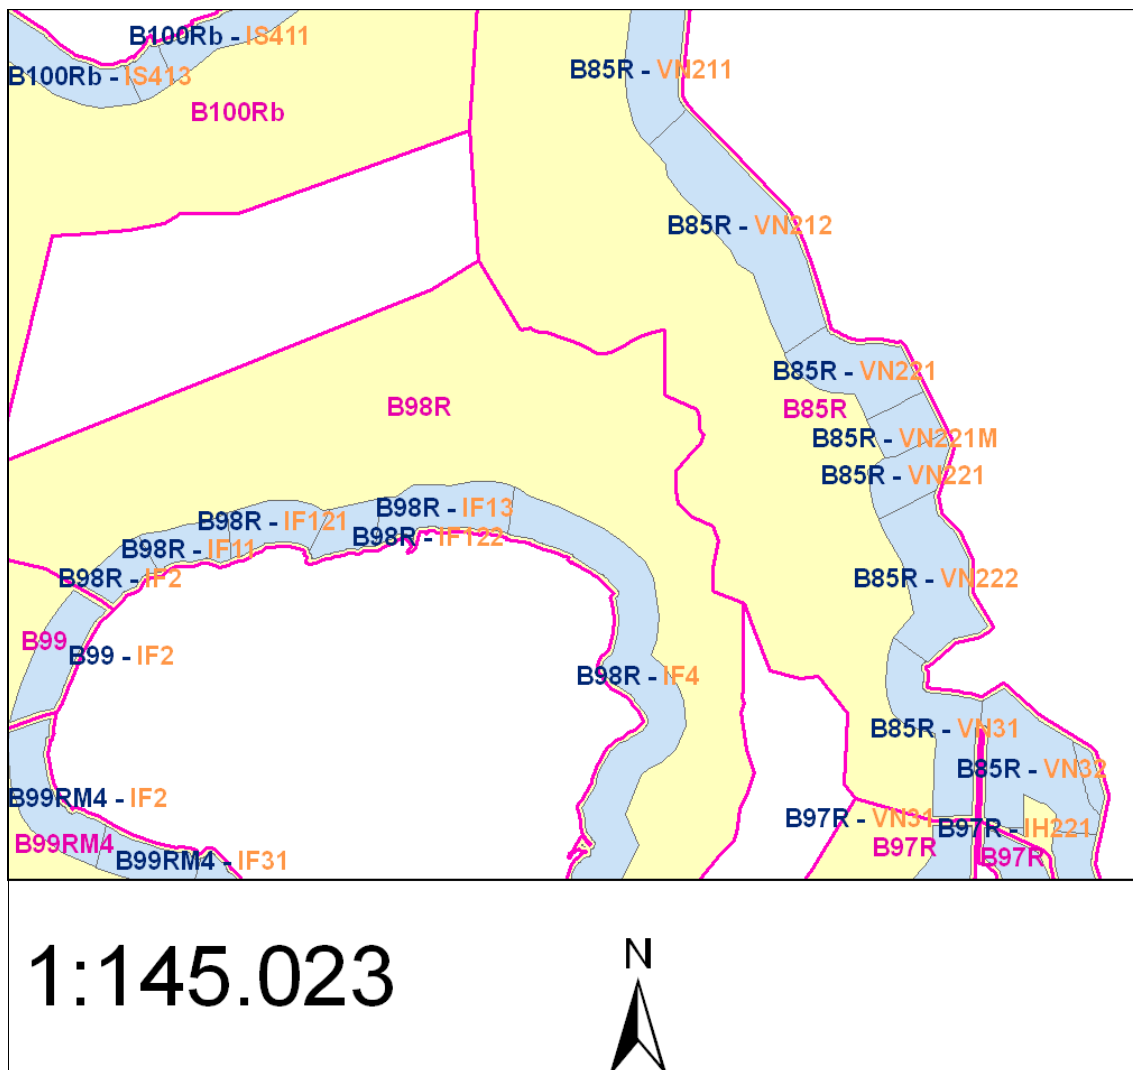 B100Rb - IS411
B85R - VN211
B100Rb - IS413
B100Rb
B85R - VN212
B85R - VN221
B98R
B85R
B85R - VN221M
B85R - VN221
B98R - IF13
B98R - IF121
B98R - IF122
B98R - IF11
B98R - IF2
B85R - VN222
B99
B99 - IF2
B98R - IF4
B85R - VN31
B85R - VN32
B99RM4 - IF2
B97R - VN31
B97R - IH221
B99RM4
B97R
B97R
B99RM4 - IF31
1:145.023
N